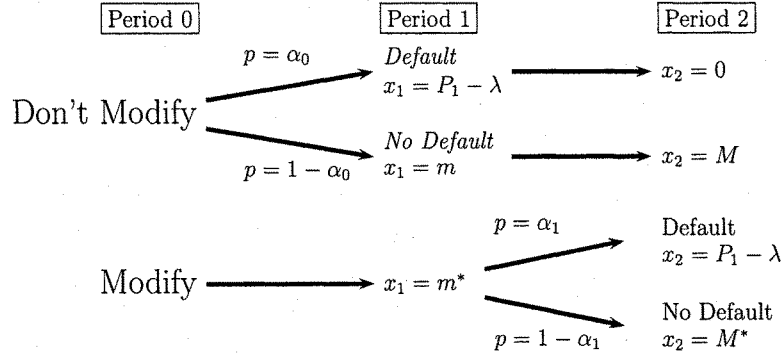 Period 0 Period 1 Period 2
p = α₀
Default
x₁ = P₁ − λ
x₂ = 0
Don't Modify
No Default
p = 1 − α₀
x₁ = m
x₂ = M
p = α₁
Default
x₂ = P₁ − λ
Modify
x₁ = m*
No Default
p = 1 − α₁
x₂ = M*